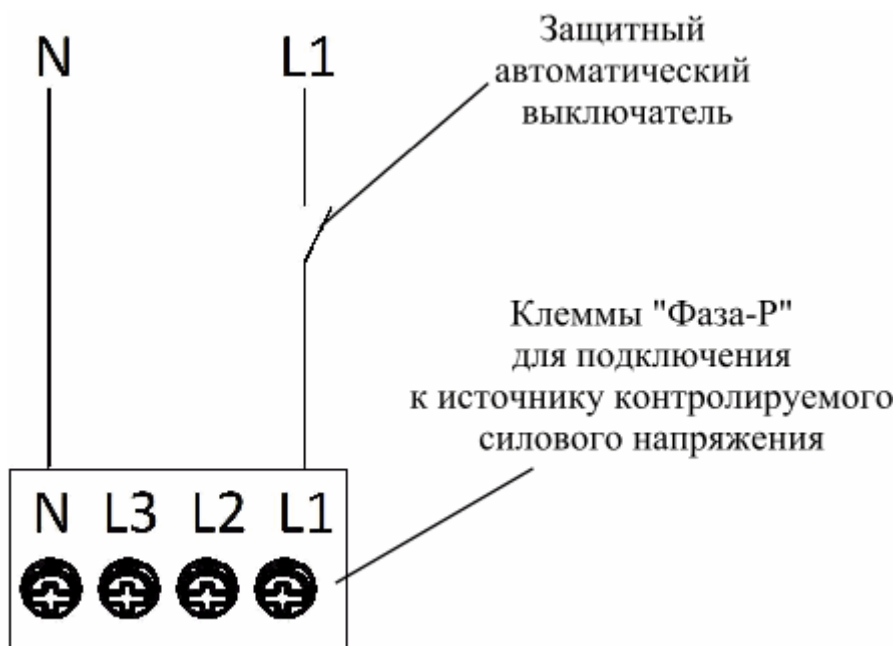 N L1
Защитный
автоматический
выключатель
Клеммы "Фаза-Р"
для подключения
к источнику контролируемого
силового напряжения
N L3 L2 L1